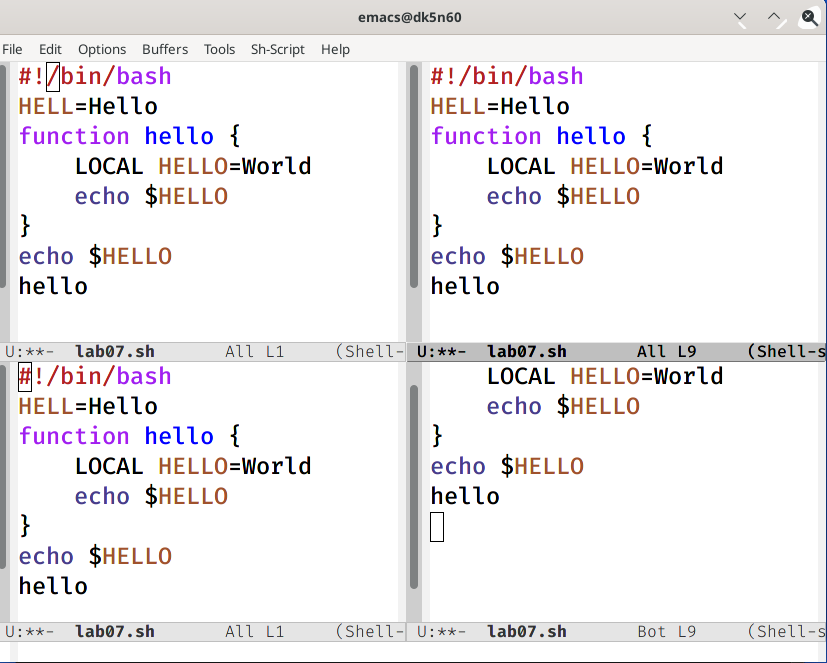 emacs@dk5n60
File Edit Options Buffers Tools Sh-Script Help
#!/bin/bash
HELL=Hello
function hello {
    LOCAL HELLO=World
    echo $HELLO
}
echo $HELLO
hello
U:**- lab07.sh All L1 (Shell-
#!/bin/bash
HELL=Hello
function hello {
    LOCAL HELLO=World
    echo $HELLO
}
echo $HELLO
hello
U:**- lab07.sh All L9 (Shell-s
#!/bin/bash
HELL=Hello
function hello {
    LOCAL HELLO=World
    echo $HELLO
}
echo $HELLO
hello
U:**- lab07.sh All L1 (Shell-
    LOCAL HELLO=World
    echo $HELLO
}
echo $HELLO
hello
U:**- lab07.sh Bot L9 (Shell-s